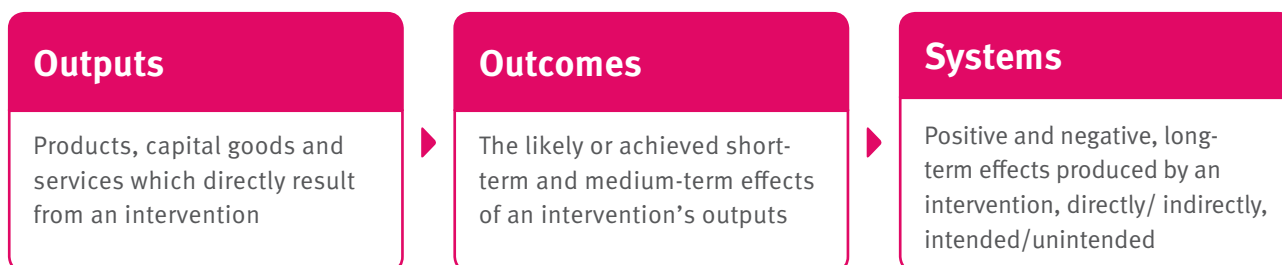 Outputs
Products, capital goods and
services which directly result
from an intervention
Outcomes
The likely or achieved short-
term and medium-term effects
of an intervention’s outputs
Systems
Positive and negative, long-
term effects produced by an
intervention, directly/ indirectly,
intended/unintended